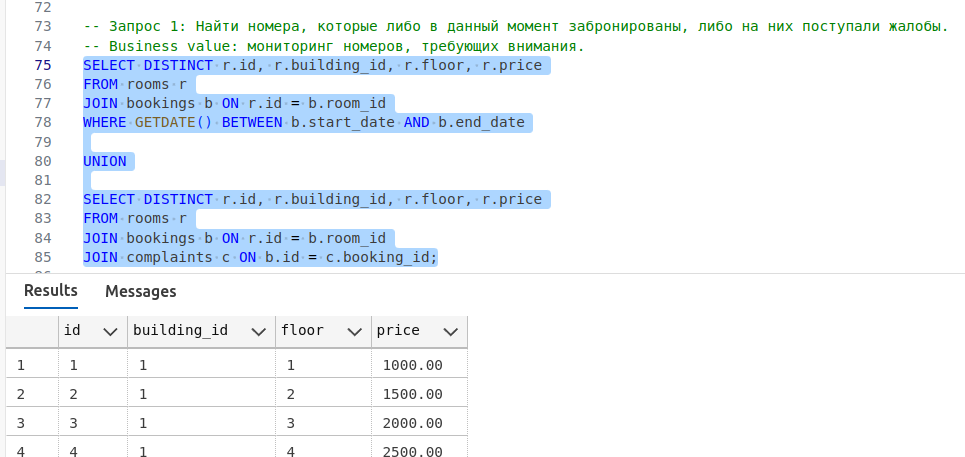 72
73 -- Запрос 1: Найти номера, которые либо в данный момент забронированы, либо на них поступали жалобы.
74 -- Business value: мониторинг номеров, требующих внимания.
75 SELECT DISTINCT r.id, r.building_id, r.floor, r.price
76 FROM rooms r
77 JOIN bookings b ON r.id = b.room_id
78 WHERE GETDATE() BETWEEN b.start_date AND b.end_date
79
80 UNION
81
82 SELECT DISTINCT r.id, r.building_id, r.floor, r.price
83 FROM rooms r
84 JOIN bookings b ON r.id = b.room_id
85 JOIN complaints c ON b.id = c.booking_id;
Results Messages
id building_id floor price
1 1 1 1 1000.00
2 2 1 2 1500.00
3 3 1 3 2000.00
4 4 1 4 2500.00